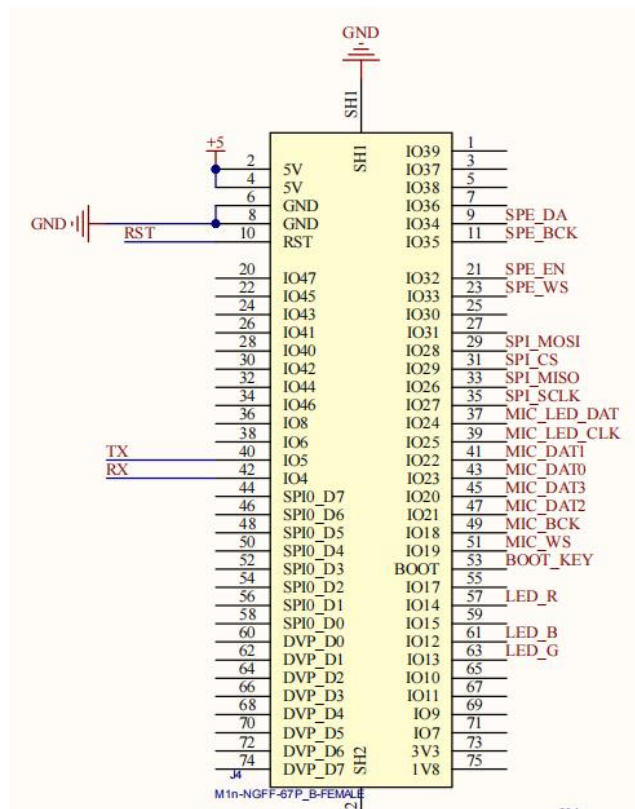 GND
SH1
+5
SH1 IO39 1
2 5V IO37 3
4 5V IO38 5
6 GND IO36 7
GND 8 GND IO34 9 SPE_DA
RST 10 RST IO35 11 SPE_BCK
20 IO47 IO32 21 SPE_EN
22 IO45 IO33 23 SPE_WS
24 IO43 IO30 25
26 IO41 IO31 27
28 IO40 IO28 29 SPI_MOSI
30 IO42 IO29 31 SPI_CS
32 IO44 IO26 33 SPI_MISO
34 IO46 IO27 35 SPI_SCLK
36 IO8 IO24 37 MIC_LED_DAT
38 IO6 IO25 39 MIC_LED_CLK
TX 40 IO5 IO22 41 MIC_DAT1
RX 42 IO4 IO23 43 MIC_DAT0
44 SPI0_D7 IO20 45 MIC_DAT3
46 SPI0_D6 IO21 47 MIC_DAT2
48 SPI0_D5 IO18 49 MIC_BCK
50 SPI0_D4 IO19 51 MIC_WS
52 SPI0_D3 BOOT 53 BOOT_KEY
54 SPI0_D2 IO17 55
56 SPI0_D1 IO14 57 LED_R
58 SPI0_D0 IO15 59
60 DVP_D0 IO12 61 LED_B
62 DVP_D1 IO13 63 LED_G
64 DVP_D2 IO10 65
66 DVP_D3 IO11 67
68 DVP_D4 IO9 69
70 DVP_D5 IO7 71
72 DVP_D6 3V3 73
74 DVP_D7 SH2 1V8 75
J4
M1n-NGFF-67P_B-FEMALE